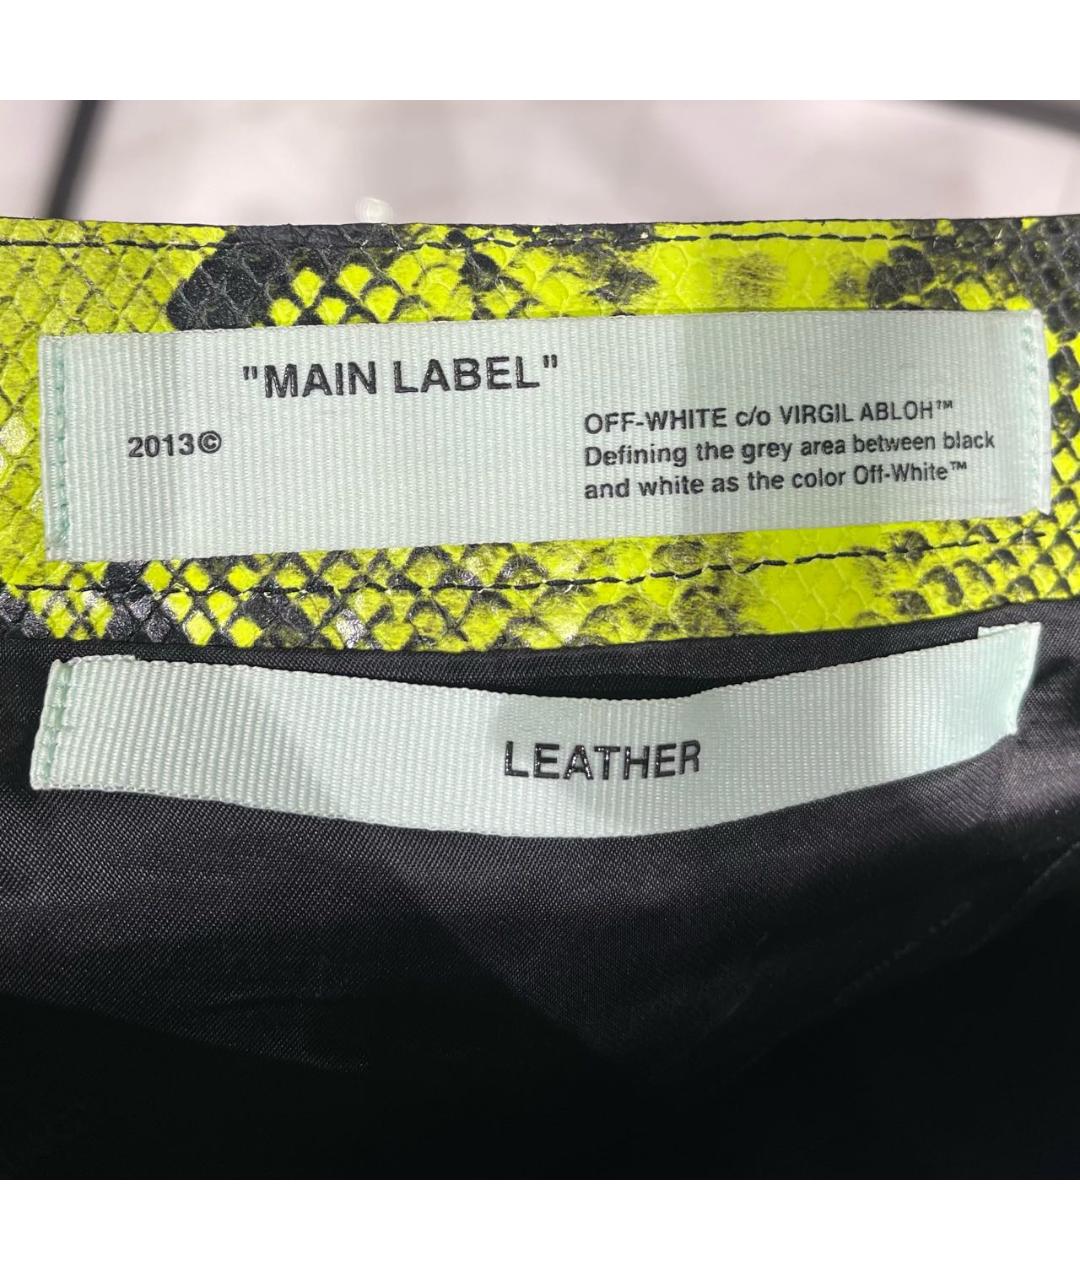 "MAIN LABEL"
2013©
OFF-WHITE c/o VIRGIL ABLOH™
Defining the grey area between black
and white as the color Off-White™
LEATHER